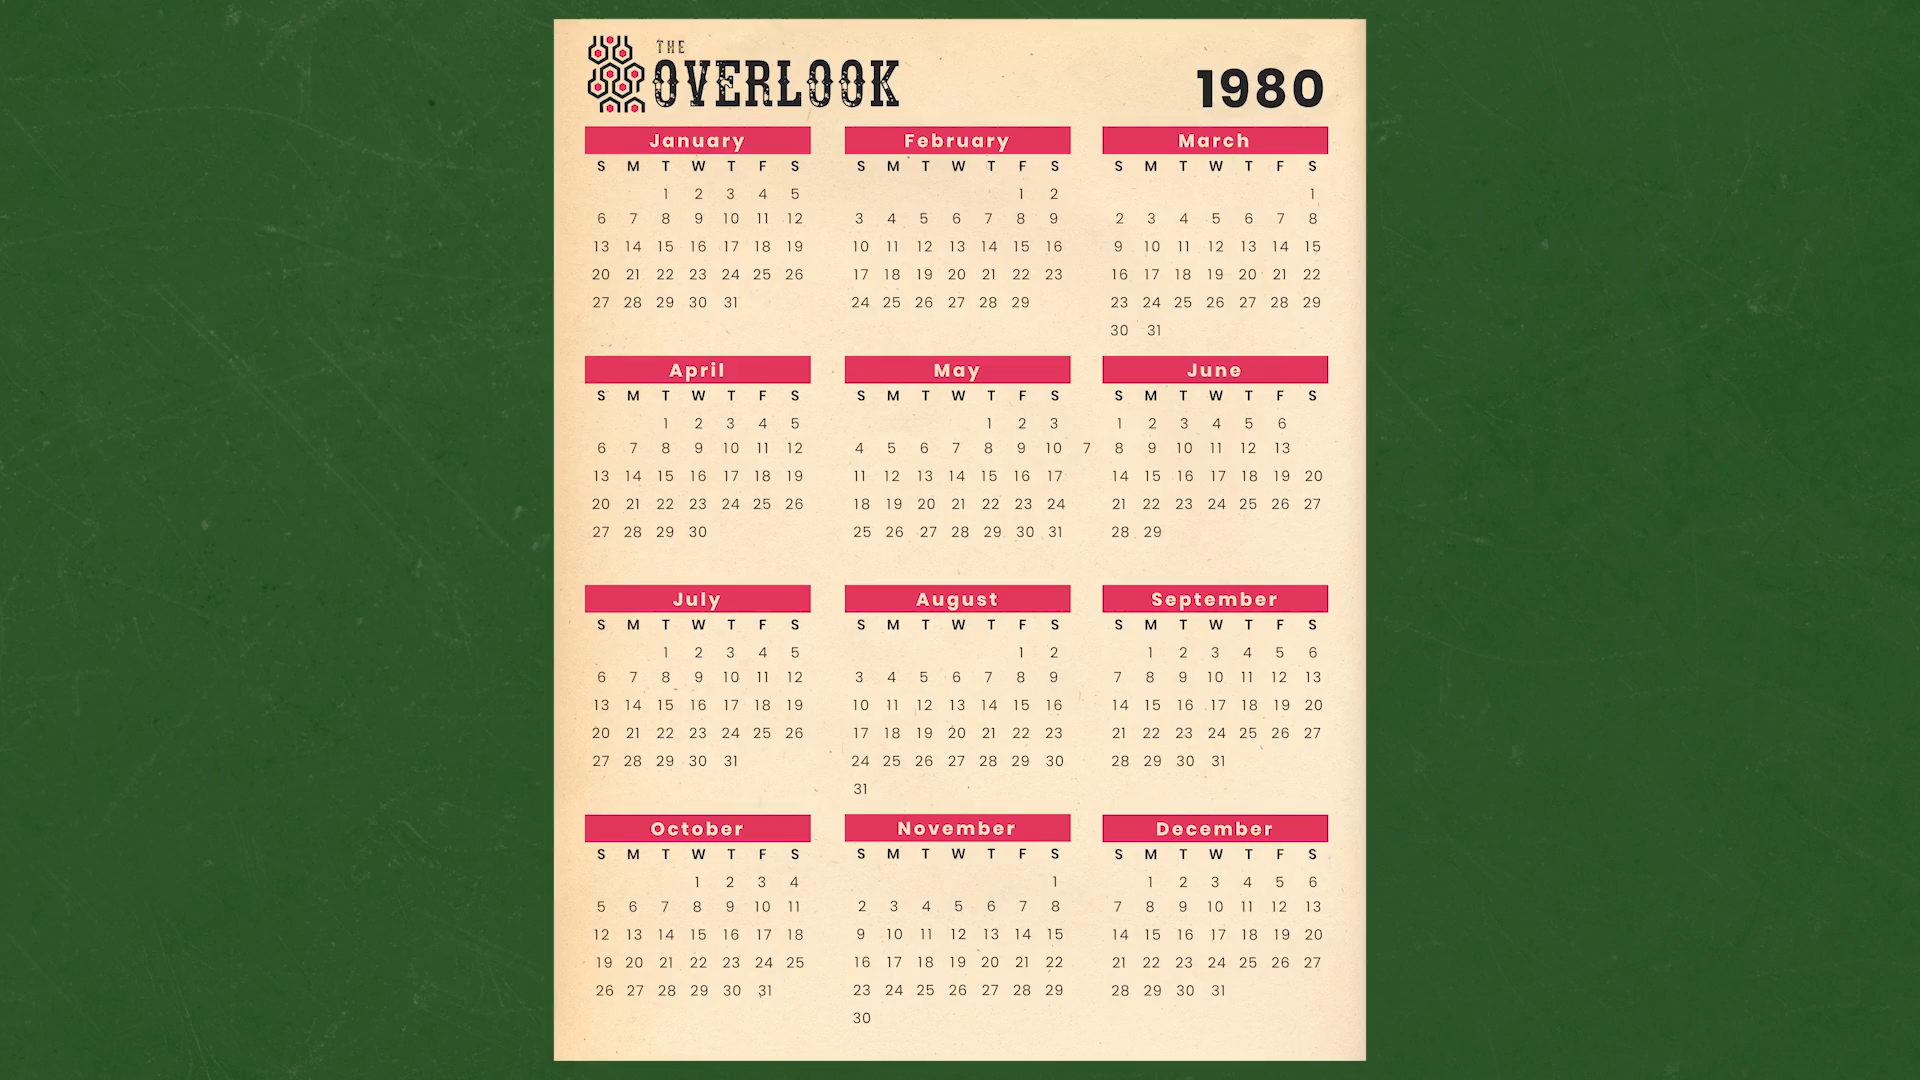 THE
OVERLOOK
1980
January
S M T W T F S
1 2 3 4 5
6 7 8 9 10 11 12
13 14 15 16 17 18 19
20 21 22 23 24 25 26
27 28 29 30 31
February
S M T W T F S
1 2
3 4 5 6 7 8 9
10 11 12 13 14 15 16
17 18 19 20 21 22 23
24 25 26 27 28 29
March
S M T W T F S
1
2 3 4 5 6 7 8
9 10 11 12 13 14 15
16 17 18 19 20 21 22
23 24 25 26 27 28 29
30 31
April
S M T W T F S
1 2 3 4 5
6 7 8 9 10 11 12
13 14 15 16 17 18 19
20 21 22 23 24 25 26
27 28 29 30
May
S M T W T F S
1 2 3
4 5 6 7 8 9 10
11 12 13 14 15 16 17
18 19 20 21 22 23 24
25 26 27 28 29 30 31
June
S M T W T F S
1 2 3 4 5 6
7 8 9 10 11 12 13
14 15 16 17 18 19 20
21 22 23 24 25 26 27
28 29
July
S M T W T F S
1 2 3 4 5
6 7 8 9 10 11 12
13 14 15 16 17 18 19
20 21 22 23 24 25 26
27 28 29 30 31
August
S M T W T F S
1 2
3 4 5 6 7 8 9
10 11 12 13 14 15 16
17 18 19 20 21 22 23
24 25 26 27 28 29 30
31
September
S M T W T F S
1 2 3 4 5 6
7 8 9 10 11 12 13
14 15 16 17 18 19 20
21 22 23 24 25 26 27
28 29 30 31
October
S M T W T F S
1 2 3 4
5 6 7 8 9 10 11
12 13 14 15 16 17 18
19 20 21 22 23 24 25
26 27 28 29 30 31
November
S M T W T F S
1
2 3 4 5 6 7 8
9 10 11 12 13 14 15
16 17 18 19 20 21 22
23 24 25 26 27 28 29
30
December
S M T W T F S
1 2 3 4 5 6
7 8 9 10 11 12 13
14 15 16 17 18 19 20
21 22 23 24 25 26 27
28 29 30 31